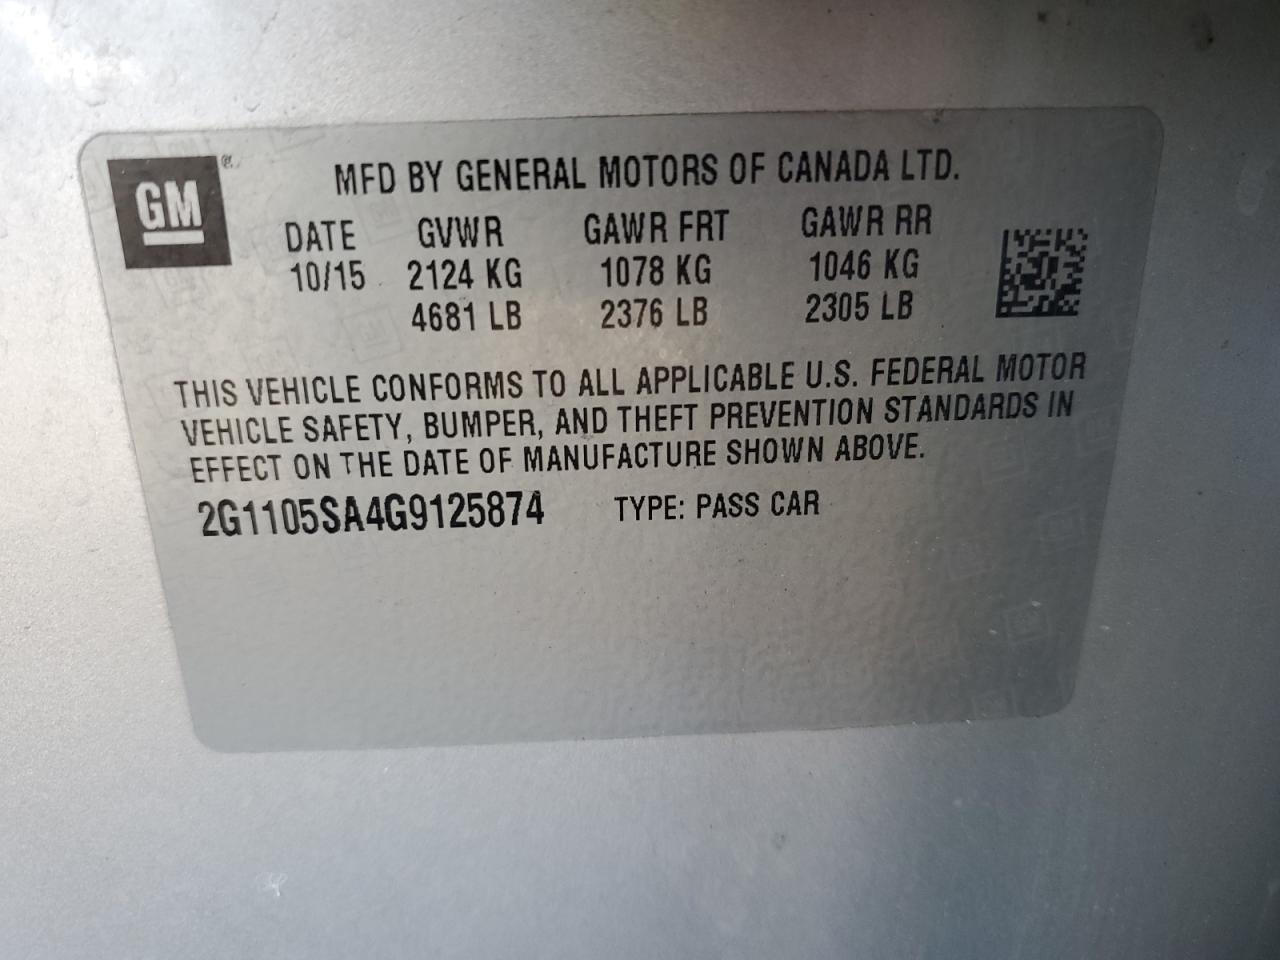 GM ®
MFD BY GENERAL MOTORS OF CANADA LTD.
DATE GVWR GAWR FRT GAWR RR
10/15 2124 KG 1078 KG 1046 KG
4681 LB 2376 LB 2305 LB
THIS VEHICLE CONFORMS TO ALL APPLICABLE U.S. FEDERAL MOTOR
VEHICLE SAFETY, BUMPER, AND THEFT PREVENTION STANDARDS IN
EFFECT ON THE DATE OF MANUFACTURE SHOWN ABOVE.
2G1105SA4G9125874 TYPE: PASS CAR